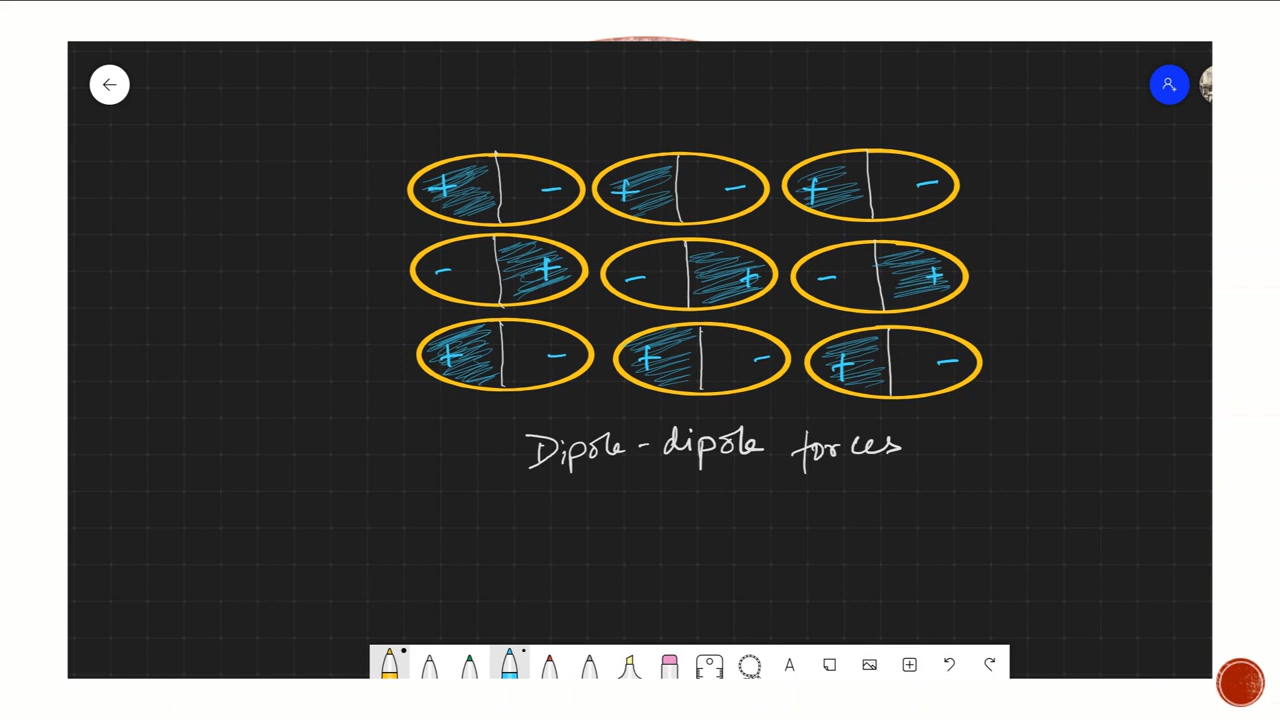 + - + - + -
- + - + - +
+ - + - + -
Dipole - dipole forces
A